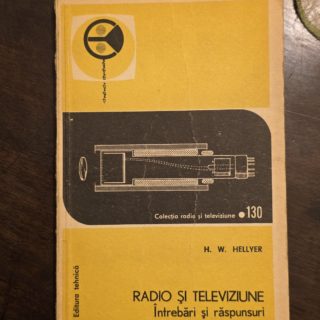 Colecția radio și televiziune • 130
H. W. HELLYER
RADIO ȘI TELEVIZIUNE
Întrebări și răspunsuri
Editura tehnică